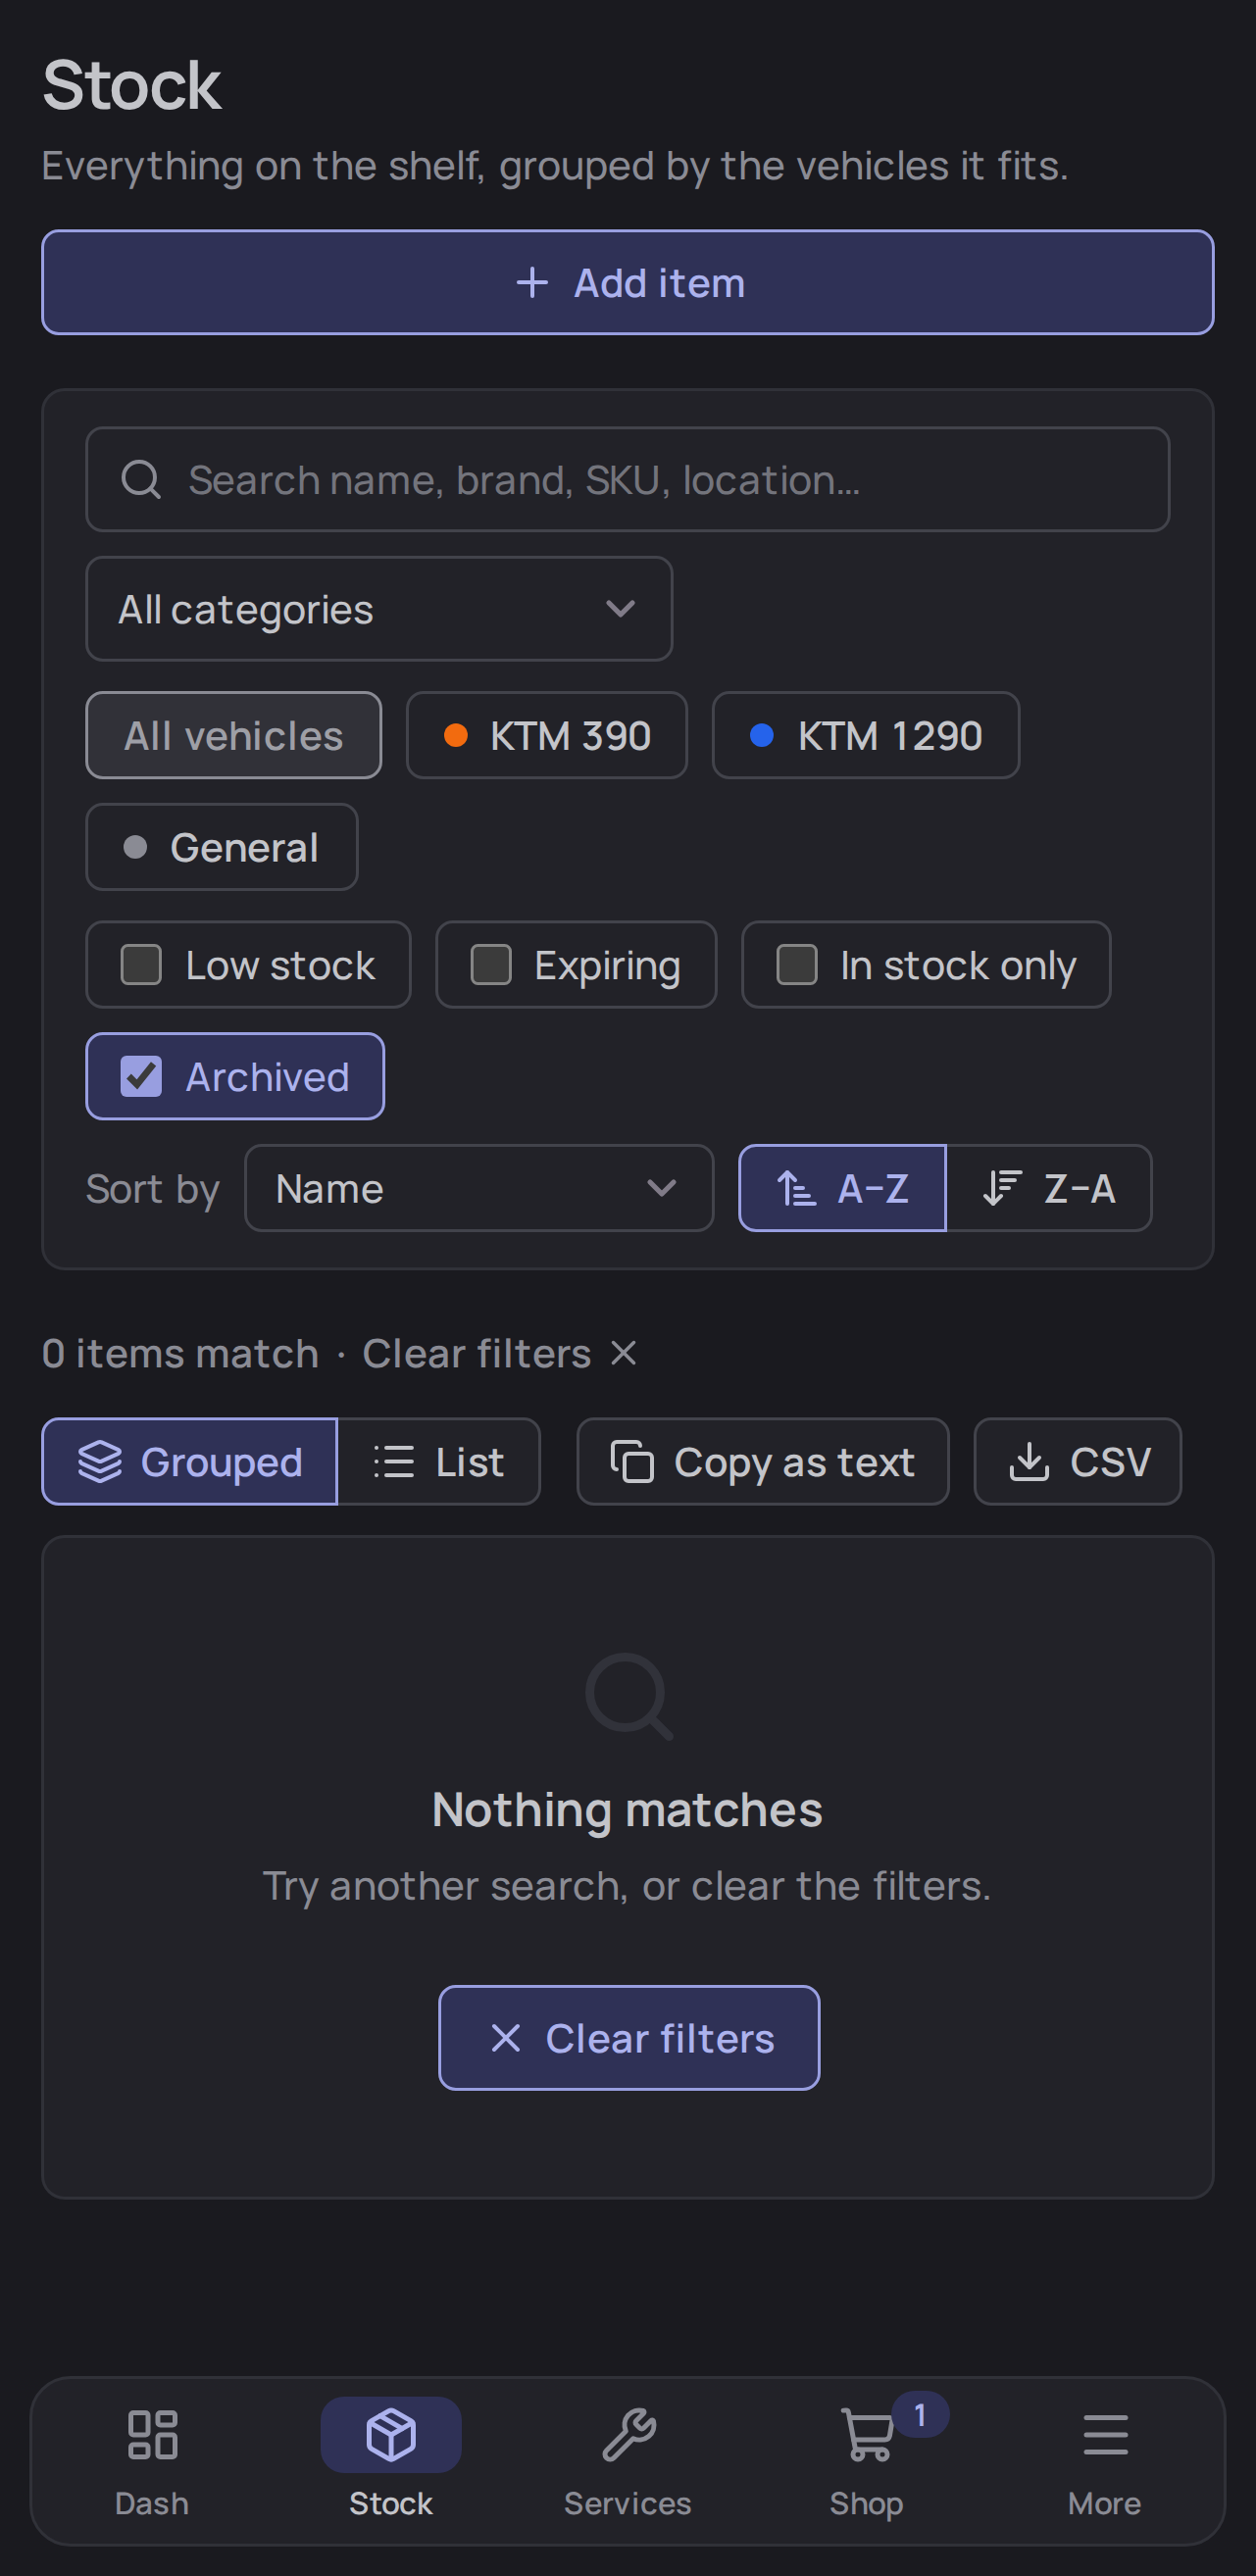 Stock
Everything on the shelf, grouped by the vehicles it fits.
Add item
Search name, brand, SKU, location…
All categories
All vehicles KTM 390 KTM 1290
General
Low stock Expiring In stock only
Archived
Sort by Name A–Z Z–A
0 items match · Clear filters
Grouped List Copy as text CSV
Nothing matches
Try another search, or clear the filters.
Clear filters
1
Dash Stock Services Shop More